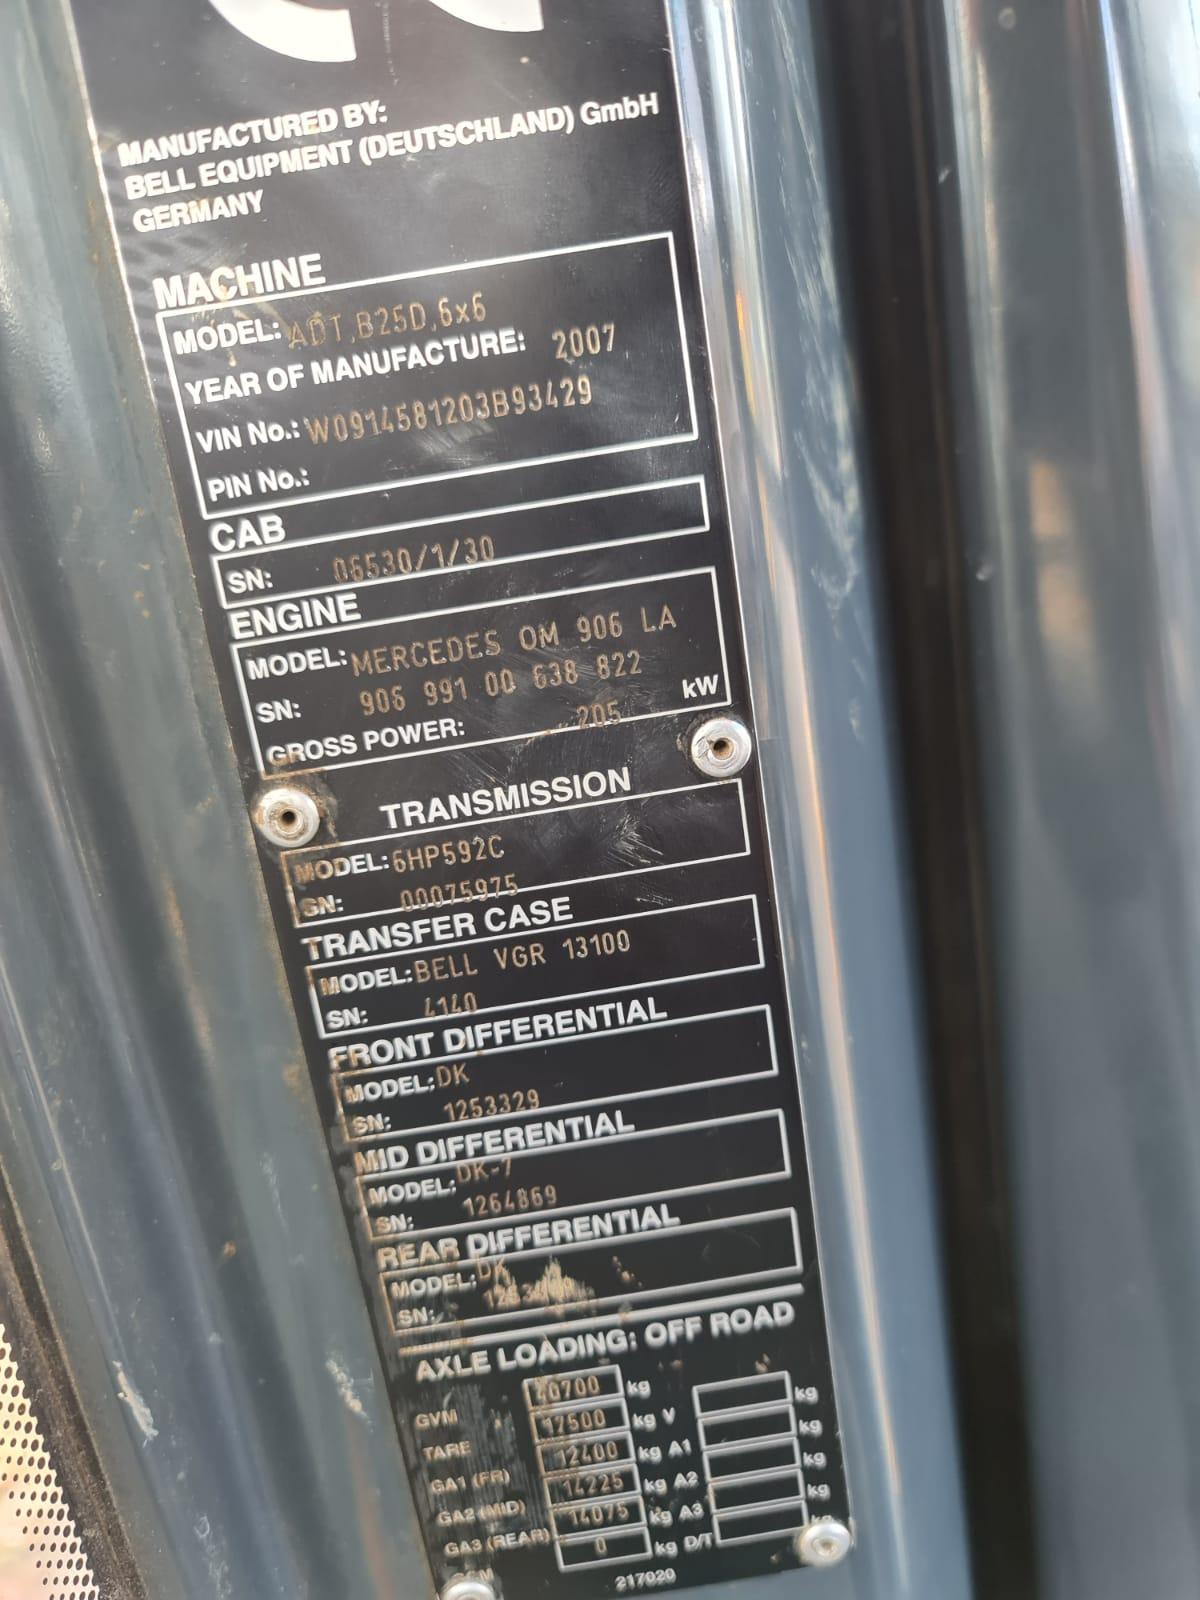 MANUFACTURED BY:
BELL EQUIPMENT (DEUTSCHLAND) GmbH
GERMANY
MACHINE
MODEL: ADT,B25D,6x6
YEAR OF MANUFACTURE: 2007
VIN No.: W0914581203B93429
PIN No.:
CAB
SN: 06530/1/30
ENGINE
MODEL: MERCEDES OM 906 LA
SN: 906 991 00 638 822
GROSS POWER: 205 kW
TRANSMISSION
MODEL: 6HP592C
SN: 00075975
TRANSFER CASE
MODEL: BELL VGR 13100
SN: 4140
FRONT DIFFERENTIAL
MODEL: DK
SN: 1253329
MID DIFFERENTIAL
MODEL: DK-7
SN: 1264869
REAR DIFFERENTIAL
MODEL: DK
SN:
AXLE LOADING: OFF ROAD
GVM 40700 kg kg
TARE 17500 kg V kg
GA1 (FR) 12400 kg A1 kg
GA2 (MID) 14225 kg A2 kg
GA3 (REAR) 14075 kg A3 kg
0 kg D/T
217020